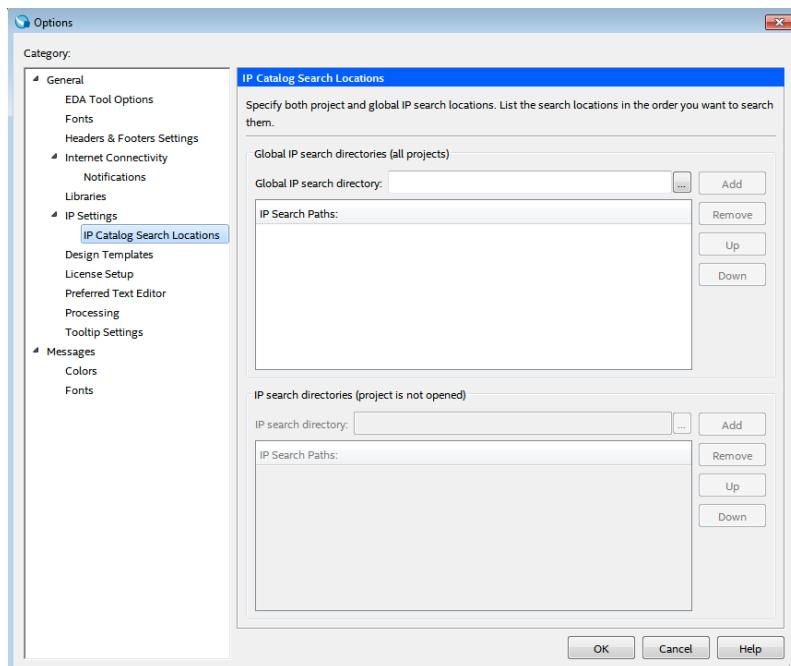 Options
Category:
General
EDA Tool Options
Fonts
Headers & Footers Settings
Internet Connectivity
Notifications
Libraries
IP Settings
IP Catalog Search Locations
Design Templates
License Setup
Preferred Text Editor
Processing
Tooltip Settings
Messages
Colors
Fonts
IP Catalog Search Locations
Specify both project and global IP search locations. List the search locations in the order you want to search
them.
Global IP search directories (all projects)
Global IP search directory:
...
Add
IP Search Paths:
Remove
Up
Down
IP search directories (project is not opened)
IP search directory:
...
Add
IP Search Paths:
Remove
Up
Down
OK
Cancel
Help